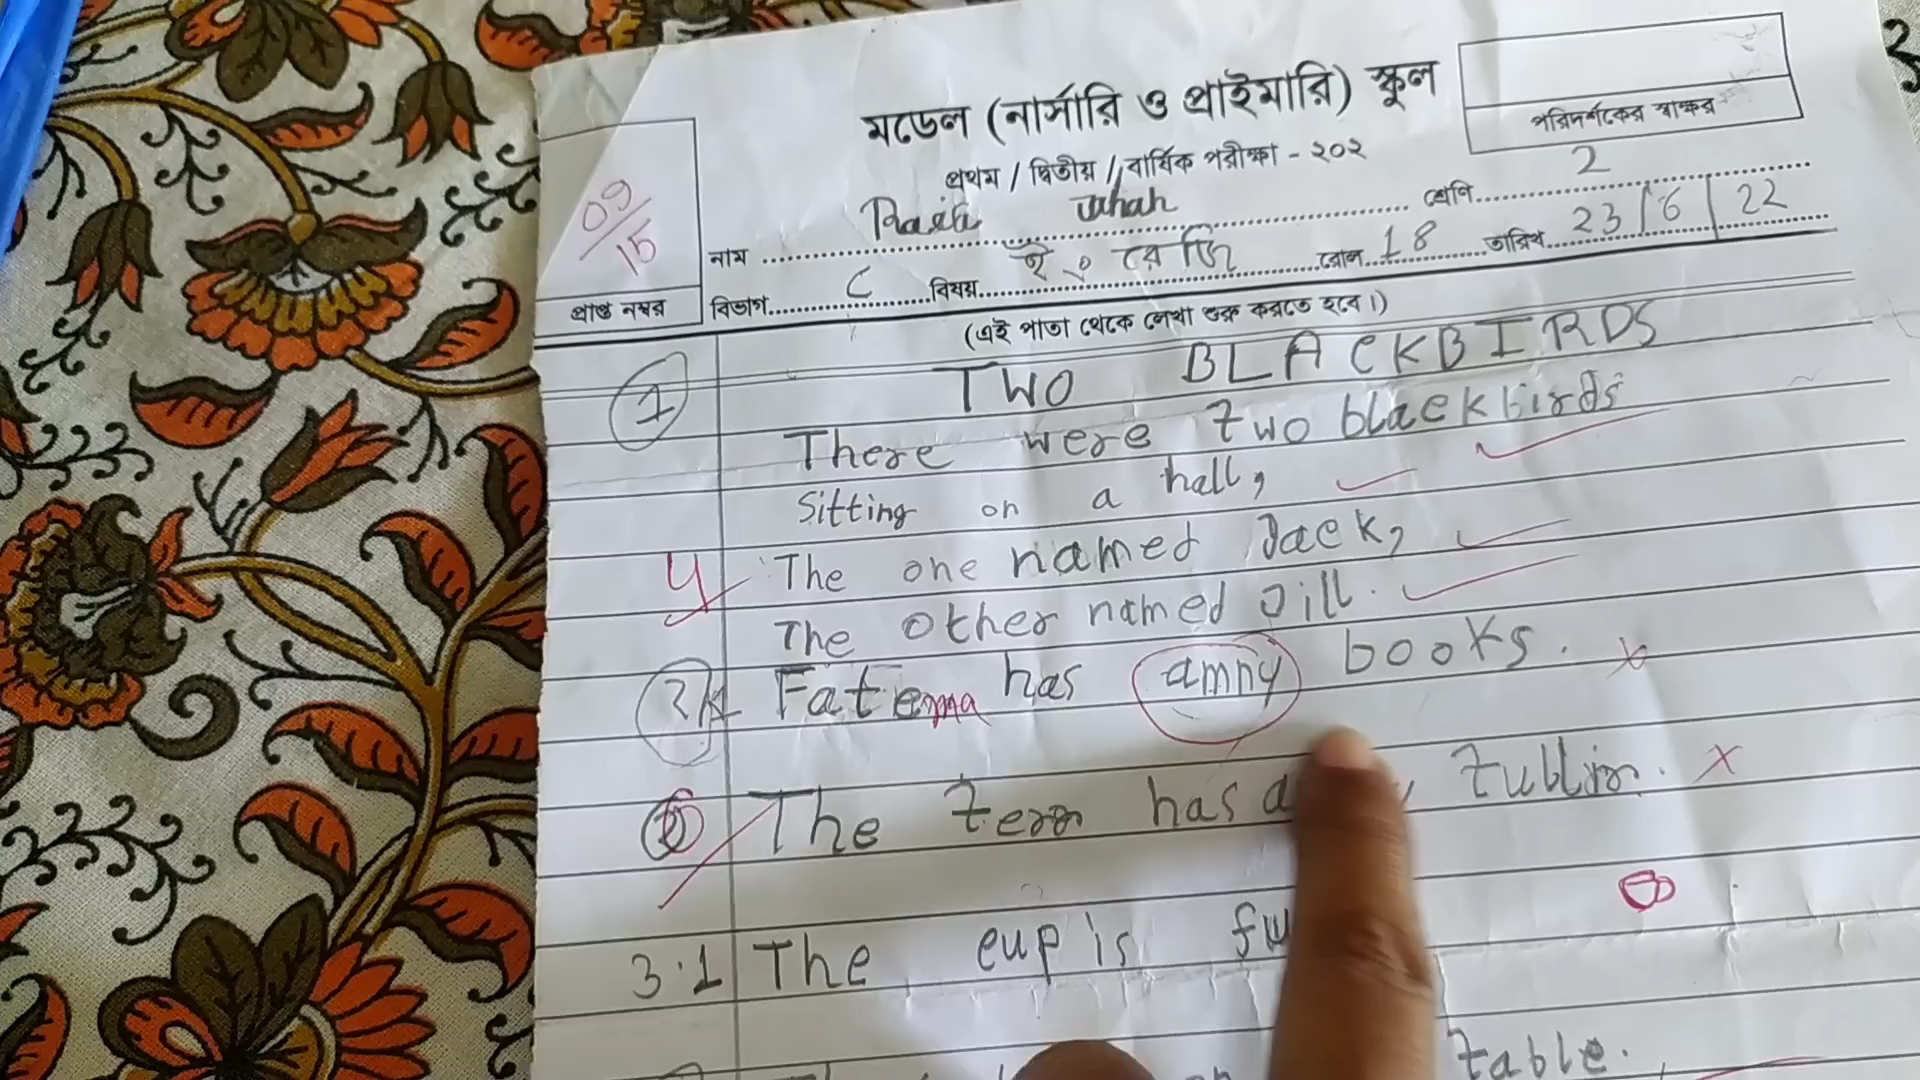 মডেল (নার্সারি ও প্রাইমারি) স্কুল
পরিদর্শকের স্বাক্ষর
প্রথম / দ্বিতীয় / বার্ষিক পরীক্ষা - ২০২
09/15
প্রাপ্ত নম্বর
নাম শ্রেণি 2
বিভাগ C বিষয় ইংরেজি রোল 18 তারিখ 23/6/22
(এই পাতা থেকে লেখা শুরু করতে হবে।)
1 TWO BLACKBIRDS
There were two blackbirds
Sitting on a hall,
4 The one named Jack,
The other named Jill.
2 Fatema has amny books.
The has
3.1 The cup is
table.